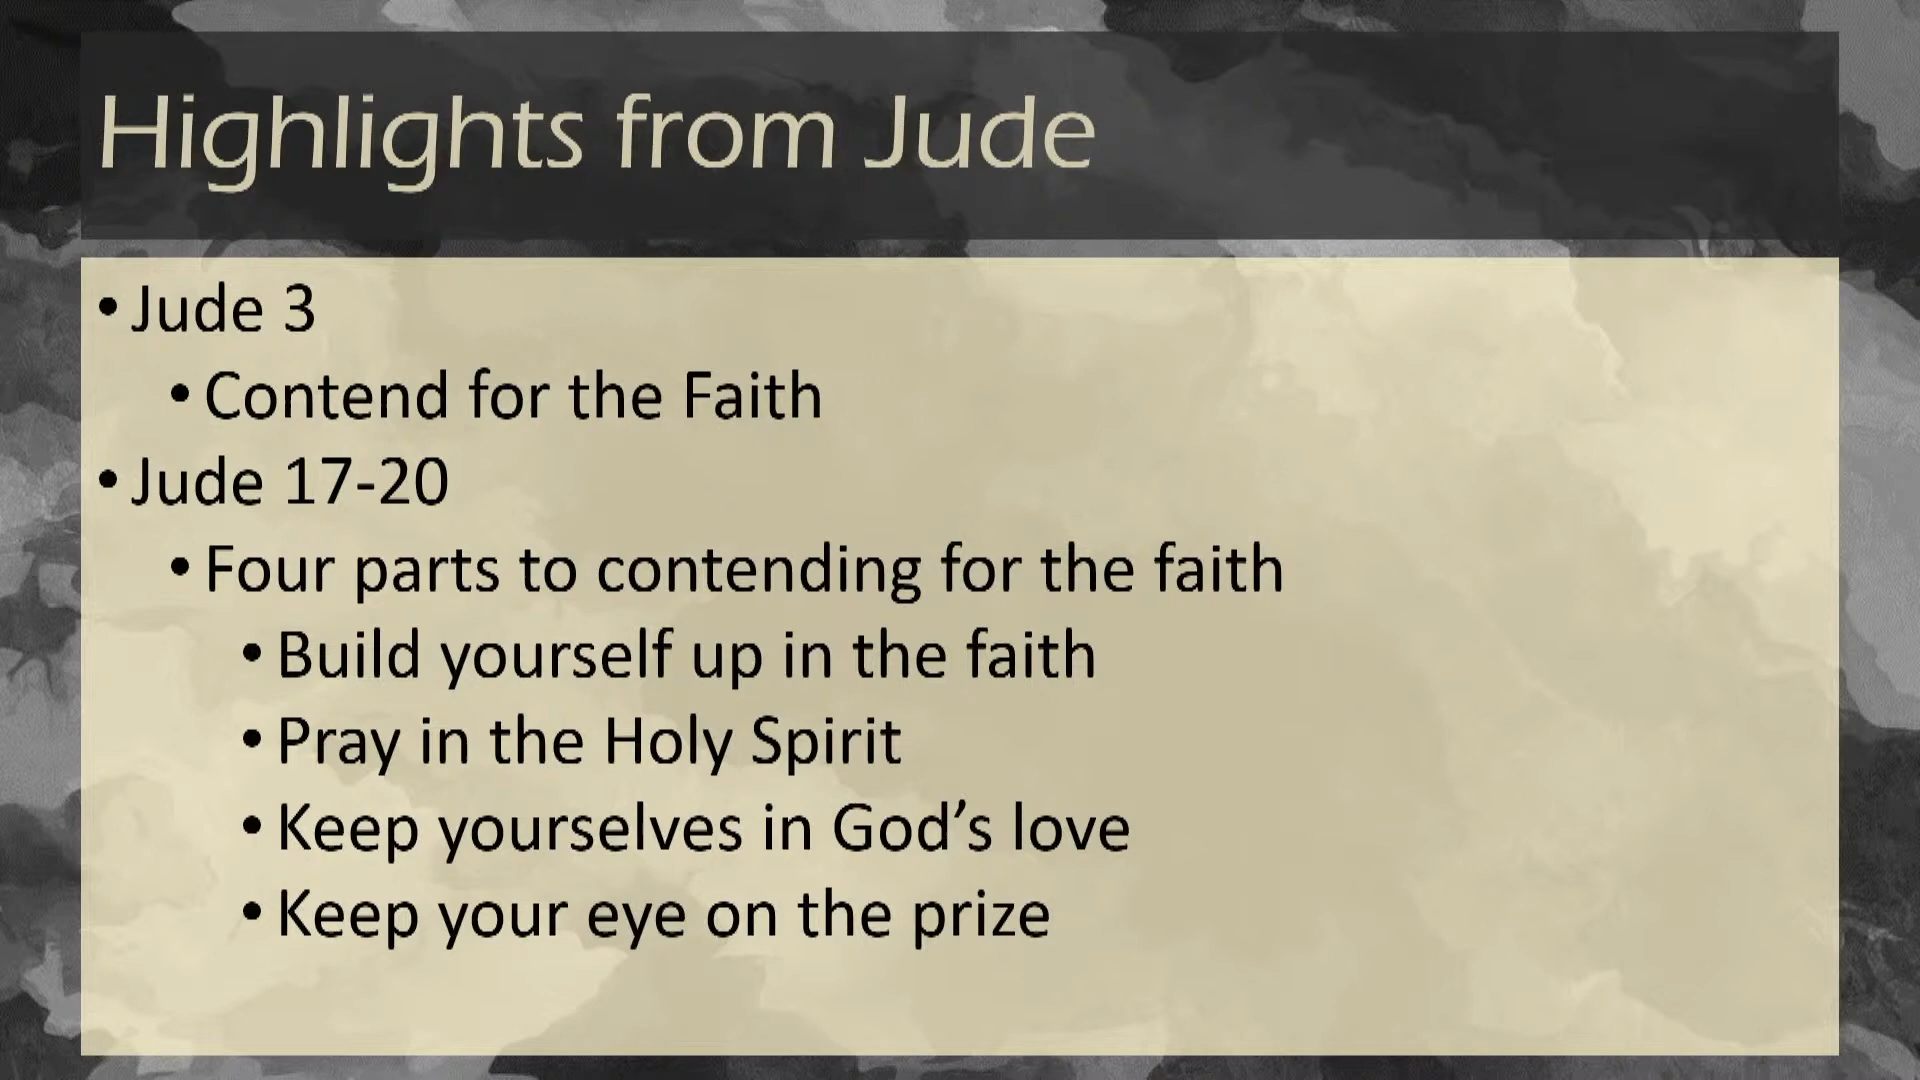 Highlights from Jude
• Jude 3
• Contend for the Faith
• Jude 17-20
• Four parts to contending for the faith
• Build yourself up in the faith
• Pray in the Holy Spirit
• Keep yourselves in God’s love
• Keep your eye on the prize